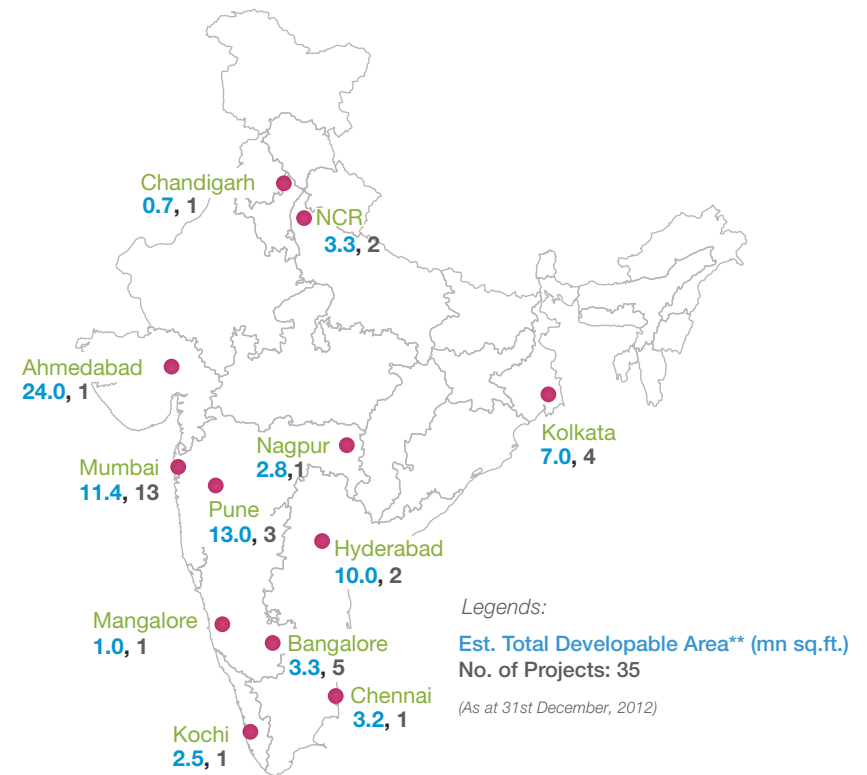 Chandigarh
0.7, 1
NCR
3.3, 2
Ahmedabad
24.0, 1
Kolkata
7.0, 4
Nagpur
2.8,1
Mumbai
11.4, 13
Pune
13.0, 3
Hyderabad
10.0, 2
Mangalore
1.0, 1
Bangalore
3.3, 5
Chennai
3.2, 1
Kochi
2.5, 1
Legends:
Est. Total Developable Area** (mn sq.ft.)
No. of Projects: 35
(As at 31st December, 2012)